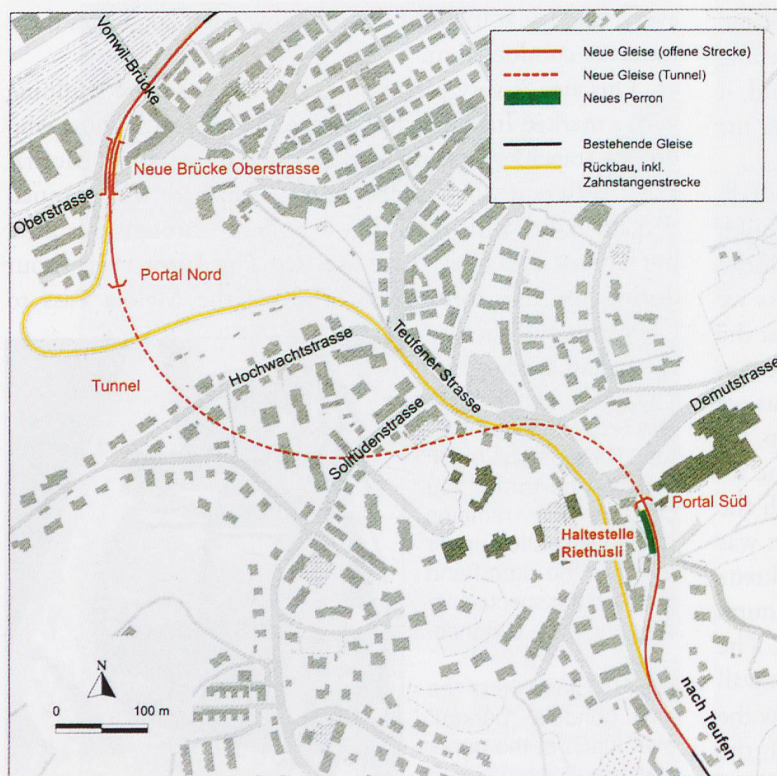 Vonwil-Brücke
Neue Gleise (offene Strecke)
Neue Gleise (Tunnel)
Neues Perron
Bestehende Gleise
Rückbau, inkl.
Zahnstangenstrecke
Neue Brücke Oberstrasse
Oberstrasse
Portal Nord
Tunnel
Hochwachtstrasse
Teufener Strasse
Solitüdenstrasse
Demutstrasse
Portal Süd
Haltestelle
Riethüsli
nach Teufen
N
0 100 m